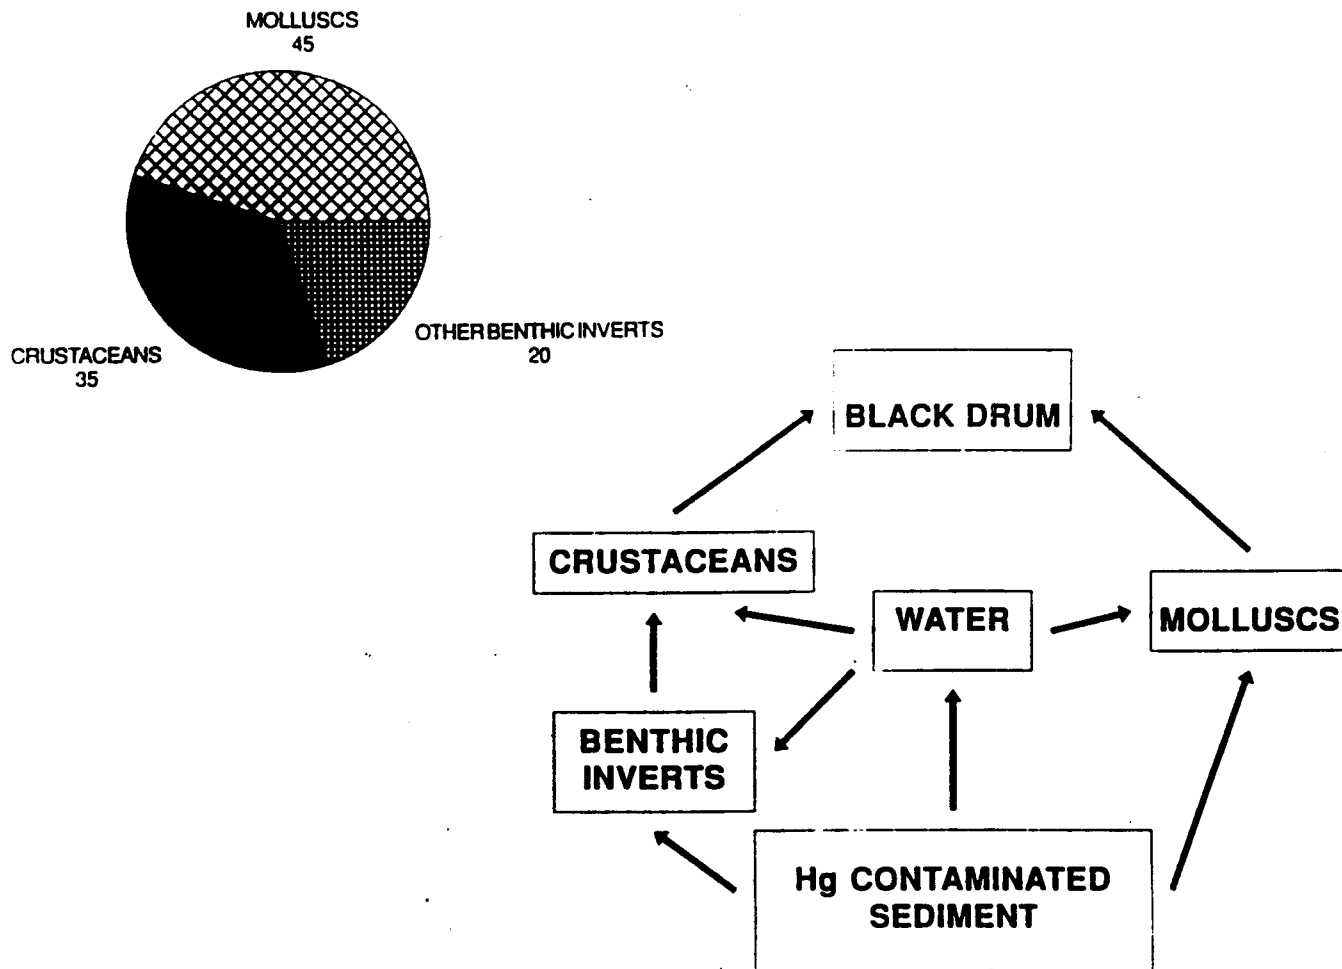 MOLLUSCS
45
CRUSTACEANS
35
OTHER BENTHIC INVERTS
20
BLACK DRUM
CRUSTACEANS
WATER
MOLLUSCS
BENTHIC
INVERTS
Hg CONTAMINATED
SEDIMENT